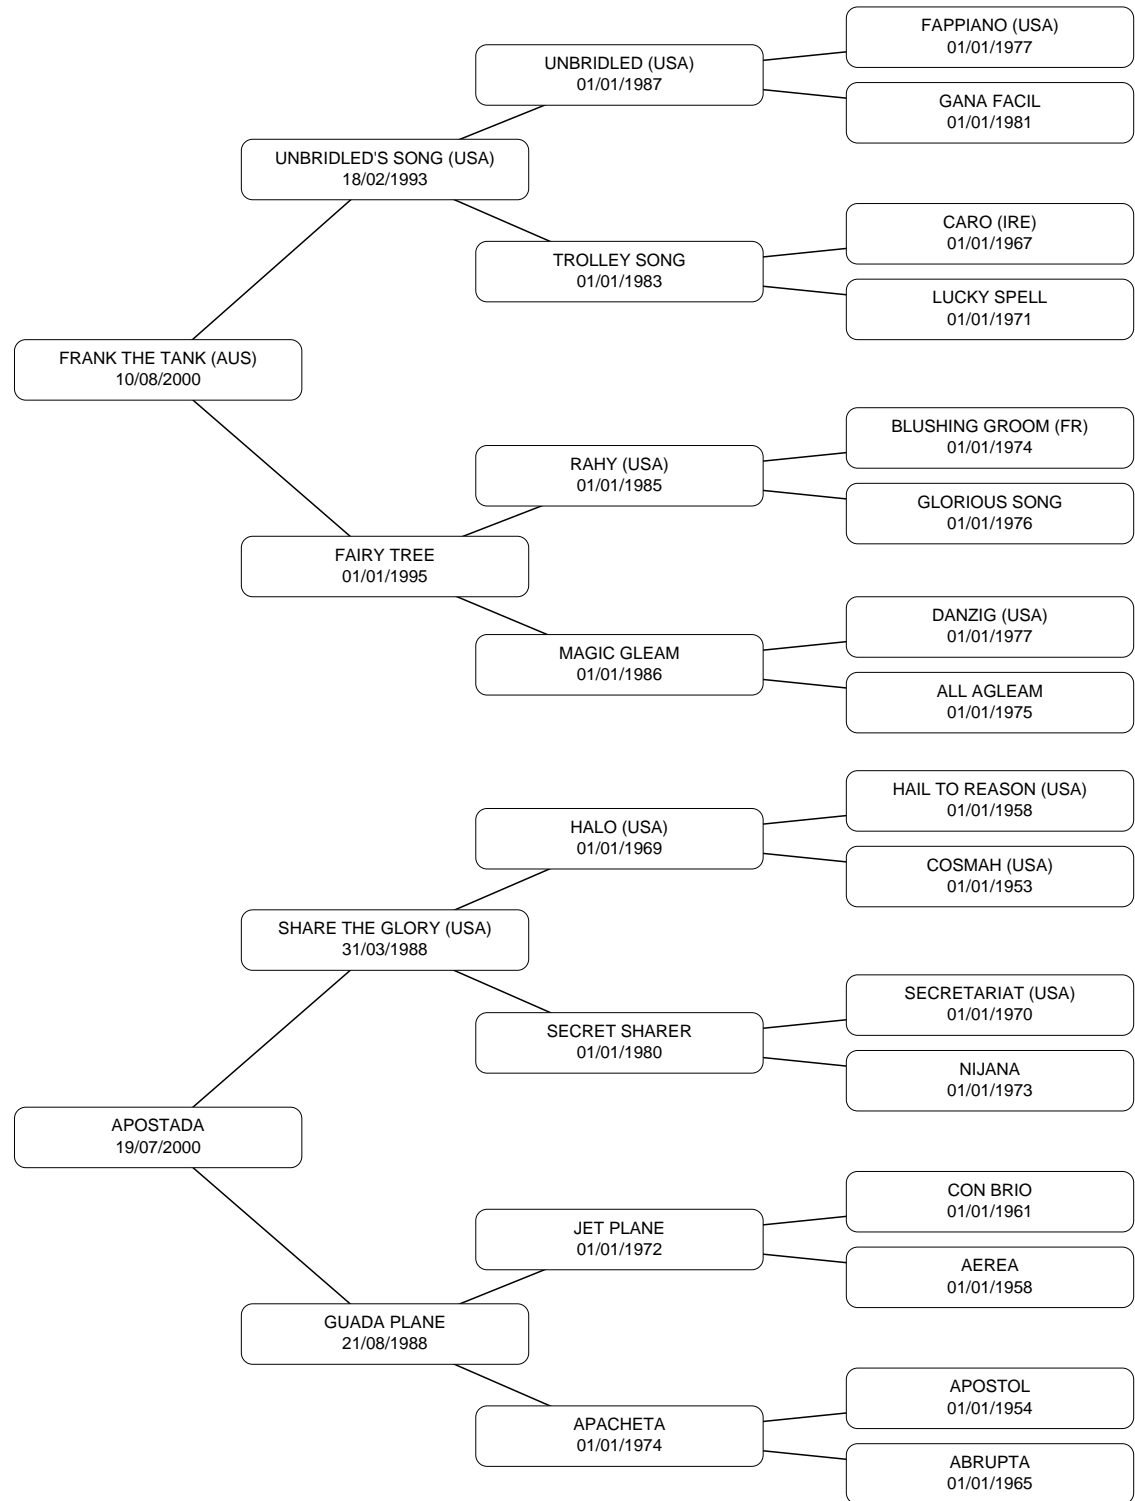 FAPPIANO (USA)
01/01/1977
UNBRIDLED (USA)
01/01/1987
GANA FACIL
01/01/1981
UNBRIDLED'S SONG (USA)
18/02/1993
CARO (IRE)
01/01/1967
TROLLEY SONG
01/01/1983
LUCKY SPELL
01/01/1971
FRANK THE TANK (AUS)
10/08/2000
BLUSHING GROOM (FR)
01/01/1974
RAHY (USA)
01/01/1985
GLORIOUS SONG
01/01/1976
FAIRY TREE
01/01/1995
DANZIG (USA)
01/01/1977
MAGIC GLEAM
01/01/1986
ALL AGLEAM
01/01/1975
HAIL TO REASON (USA)
01/01/1958
HALO (USA)
01/01/1969
COSMAH (USA)
01/01/1953
SHARE THE GLORY (USA)
31/03/1988
SECRETARIAT (USA)
01/01/1970
SECRET SHARER
01/01/1980
NIJANA
01/01/1973
APOSTADA
19/07/2000
CON BRIO
01/01/1961
JET PLANE
01/01/1972
AEREA
01/01/1958
GUADA PLANE
21/08/1988
APOSTOL
01/01/1954
APACHETA
01/01/1974
ABRUPTA
01/01/1965